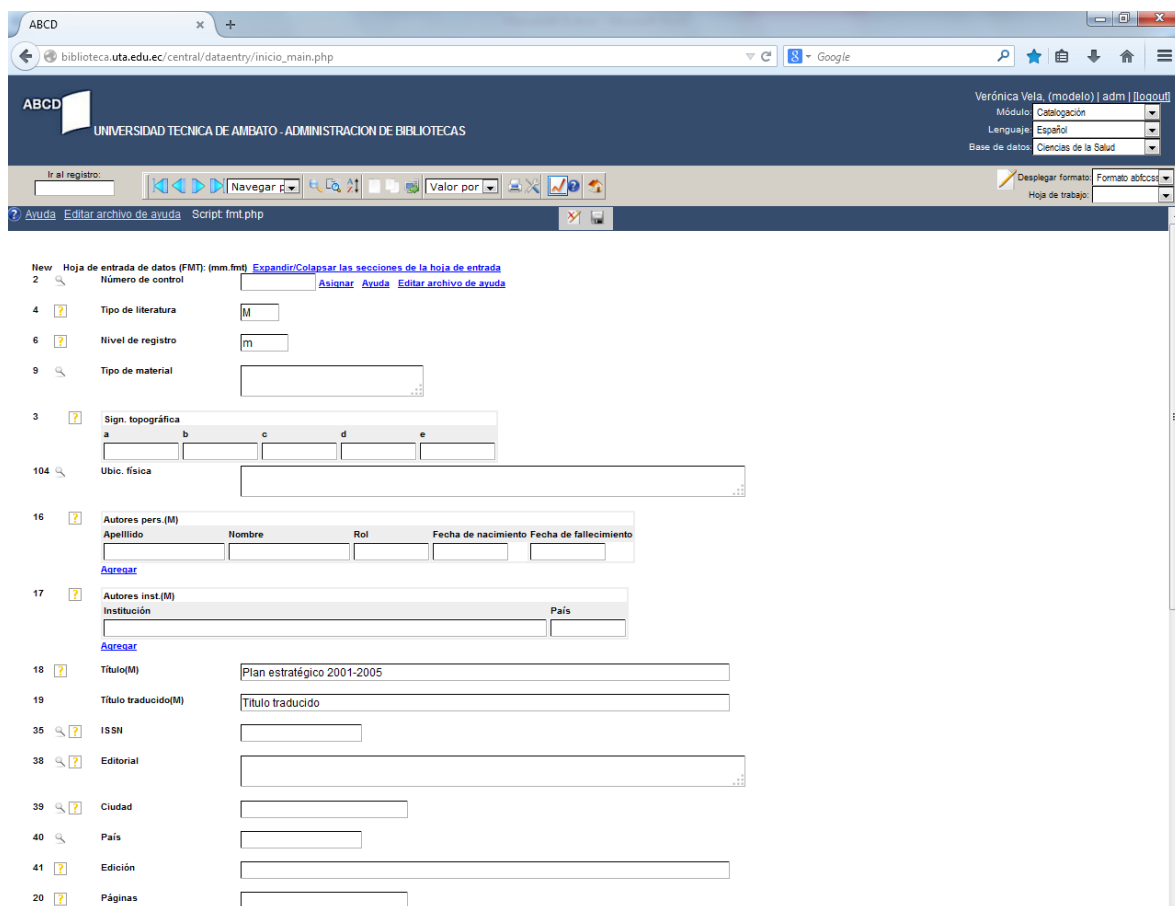 ABCD
biblioteca.uta.edu.ec/central/dataentry/inicio_main.php
Google
ABCD
UNIVERSIDAD TECNICA DE AMBATO - ADMINISTRACION DE BIBLIOTECAS
Verónica Vela, (modelo) | adm | [logout]
Módulo: Catalogación
Lenguaje: Español
Base de datos: Ciencias de la Salud
Ir al registro:
Navegar p
Valor por
Desplegar formato: Formato abfccss
Hoja de trabajo:
Ayuda Editar archivo de ayuda Script: fmt.php
New Hoja de entrada de datos (FMT): (mm.fmt) Expandir/Colapsar las secciones de la hoja de entrada
2 Número de control Asignar Ayuda Editar archivo de ayuda
4 ? Tipo de literatura M
6 ? Nivel de registro m
9 Tipo de material
3 ? Sign. topográfica
a b c d e
104 Ubic. física
16 ? Autores pers.(M)
Apelllido Nombre Rol Fecha de nacimiento Fecha de fallecimiento
Agregar
17 ? Autores inst.(M)
Institución País
Agregar
18 ? Título(M) Plan estratégico 2001-2005
19 Título traducido(M) Titulo traducido
35 ? ISSN
38 ? Editorial
39 ? Ciudad
40 País
41 ? Edición
20 ? Páginas